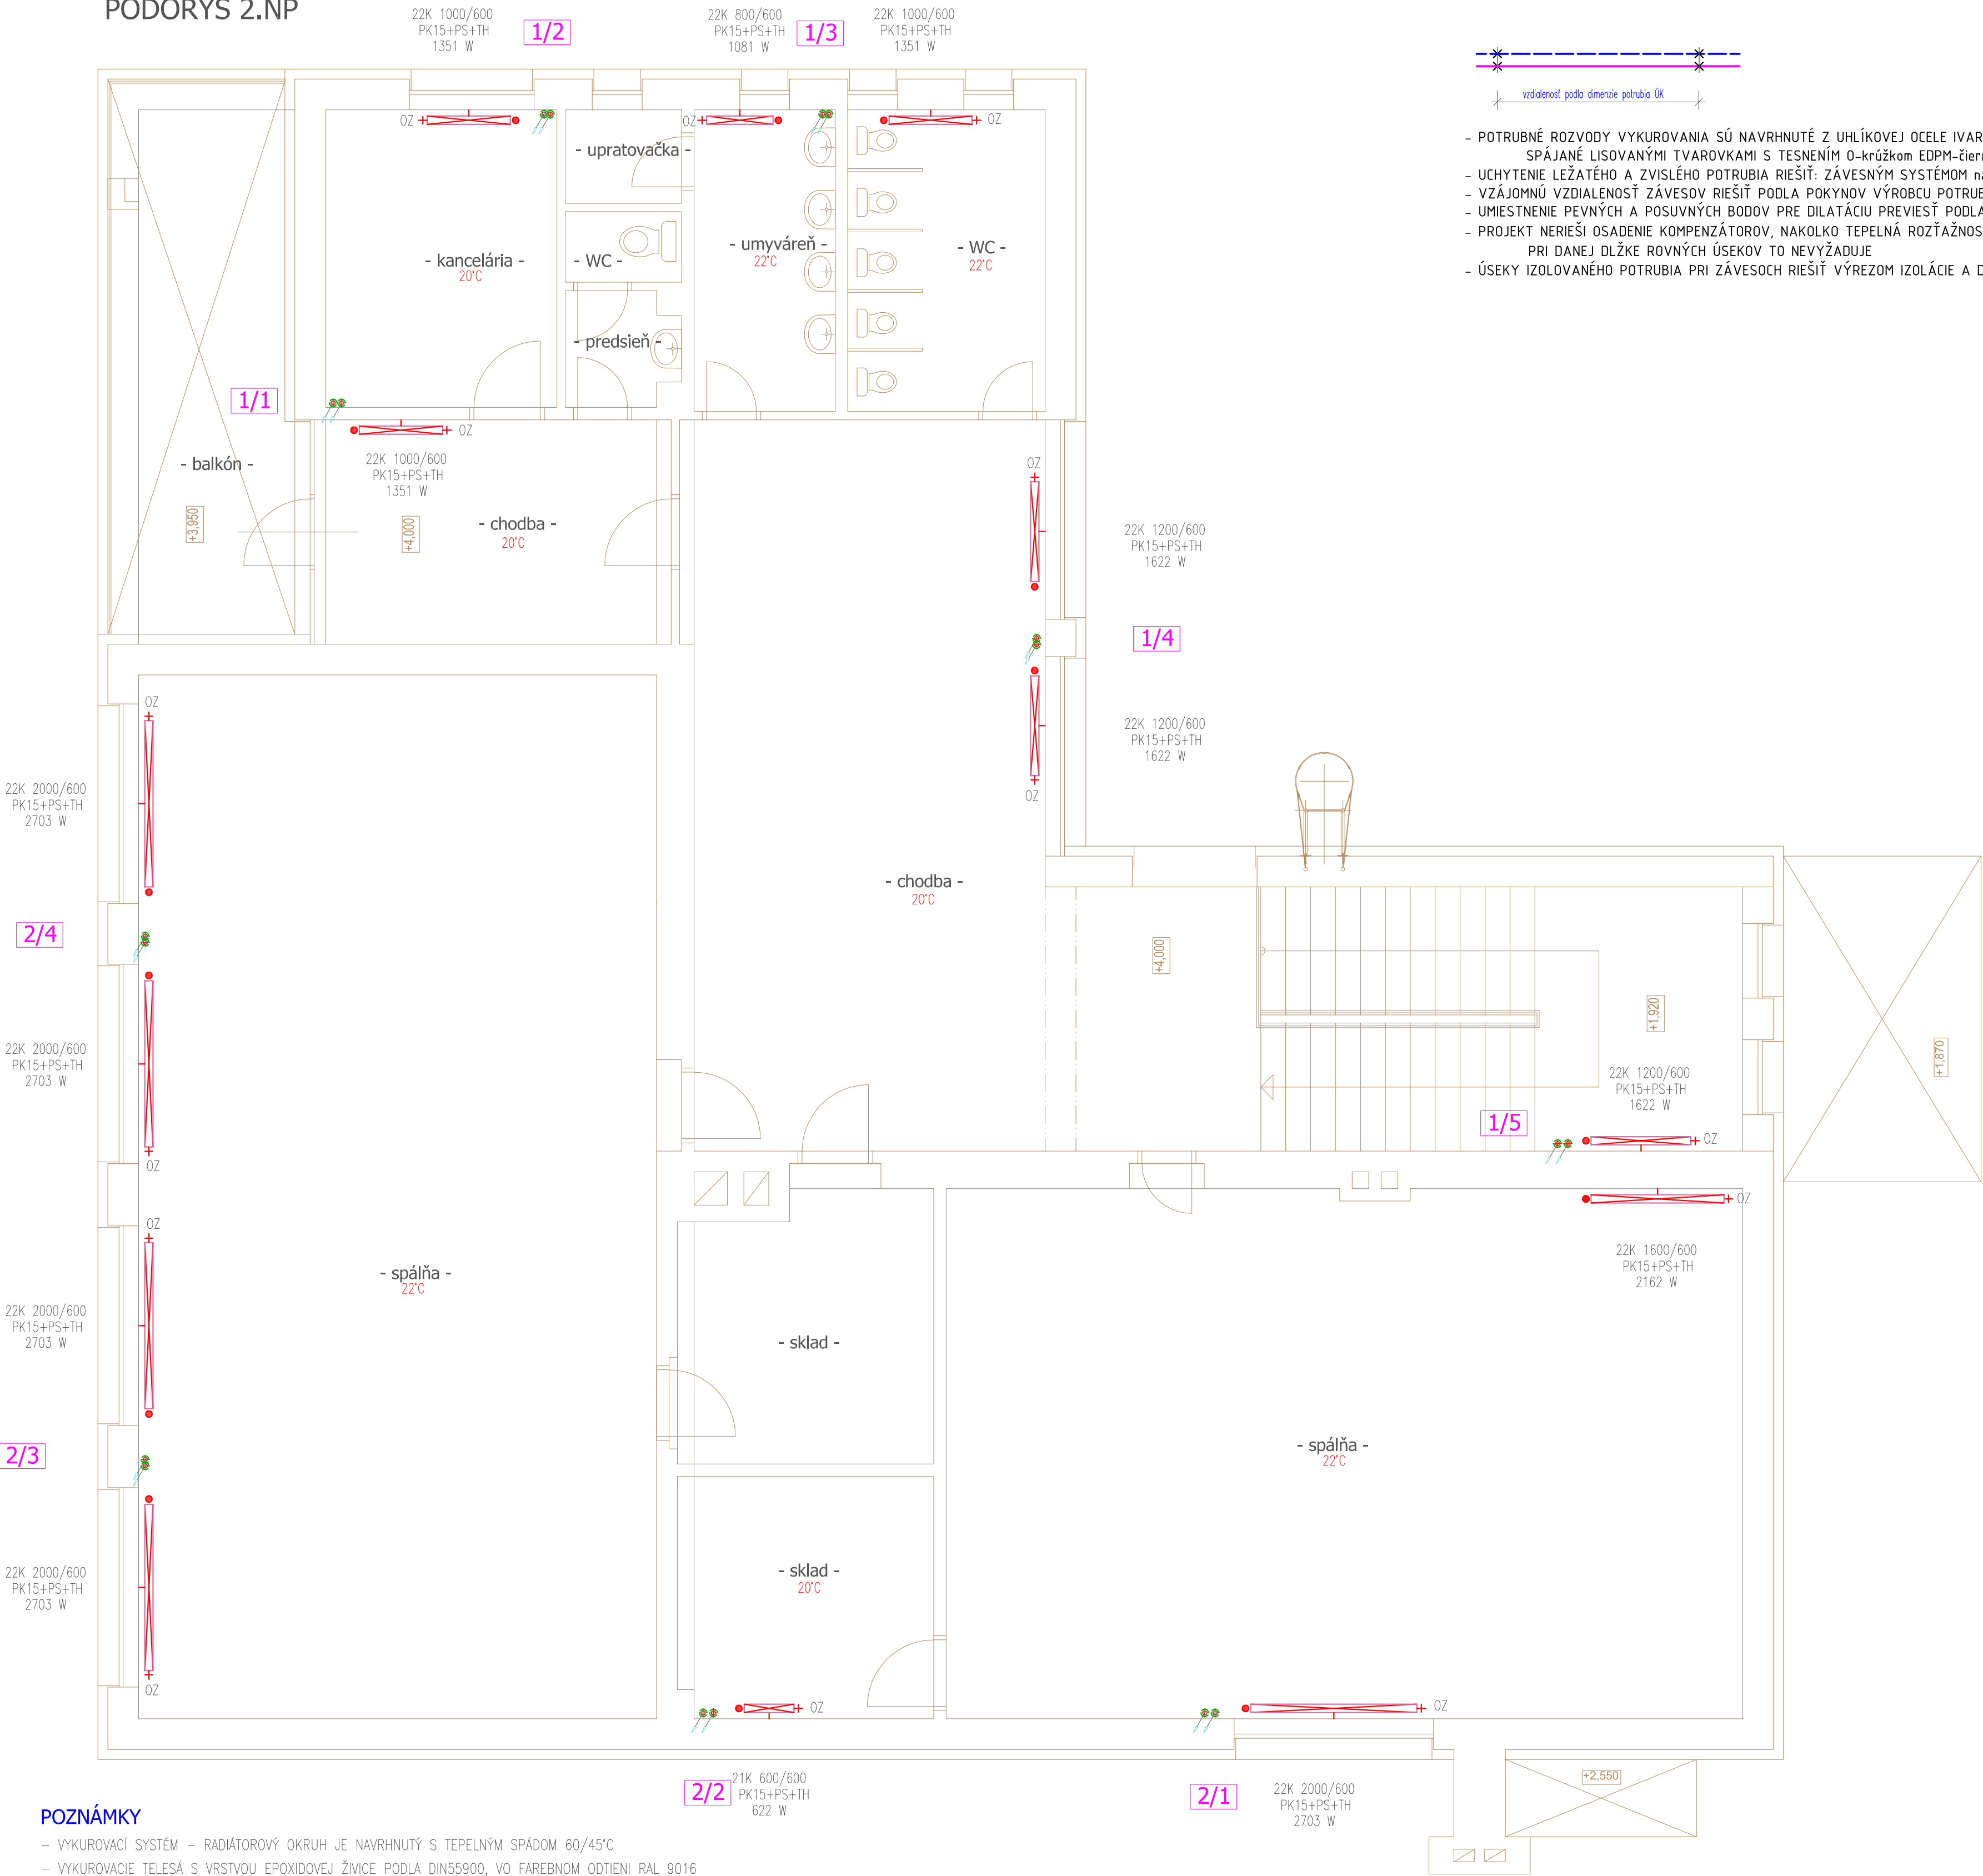 PÔDORYS 2.NP
22K 1000/600
PK15+PS+TH
1351 W
1/2
22K 800/600
PK15+PS+TH
1081 W
1/3
22K 1000/600
PK15+PS+TH
1351 W
vzdialenosť podla dimenzie potrubia ÚK
- POTRUBNÉ ROZVODY VYKUROVANIA SÚ NAVRHNUTÉ Z UHLÍKOVEJ OCELE IVAR
SPÁJANÉ LISOVANÝMI TVAROVKAMI S TESNENÍM O-krúžkom EDPM-čier
- UCHYTENIE LEŽATÉHO A ZVISLÉHO POTRUBIA RIEŠIŤ: ZÁVESNÝM SYSTÉMOM
- VZÁJOMNÚ VZDIALENOSŤ ZÁVESOV RIEŠIŤ PODLA POKYNOV VÝROBCU
- UMIESTNENIE PEVNÝCH A POSUVNÝCH BODOV PRE DILATÁCIU PREVIESŤ PODLA
- PROJEKT NERIEŠI OSADENIE KOMPENZÁTOROV, NAKOLKO TEPELNÁ
PRI DANEJ DLŽKE ROVNÝCH ÚSEKOV TO NEVYŽADUJE
- ÚSEKY IZOLOVANÉHO POTRUBIA PRI ZÁVESOCH RIEŠIŤ VÝREZOM IZOLÁCIE A
OZ
OZ
OZ
- upratovačka -
- kancelária -
20°C
- WC -
- umyváreň -
22°C
- WC -
22°C
- predsieň -
1/1
OZ
- balkón -
22K 1000/600
PK15+PS+TH
1351 W
OZ
+3,950
+4,000
- chodba -
20°C
22K 1200/600
PK15+PS+TH
1622 W
1/4
OZ
22K 1200/600
PK15+PS+TH
1622 W
22K 2000/600
PK15+PS+TH
2703 W
OZ
- chodba -
20°C
2/4
+4,000
+1,920
+1,870
22K 2000/600
PK15+PS+TH
2703 W
22K 1200/600
PK15+PS+TH
1622 W
1/5
OZ
OZ
OZ
OZ
- spálňa -
22°C
22K 1600/600
PK15+PS+TH
2162 W
22K 2000/600
PK15+PS+TH
2703 W
- sklad -
2/3
- spálňa -
22°C
22K 2000/600
PK15+PS+TH
2703 W
- sklad -
20°C
OZ
OZ
OZ
2/2
21K 600/600
PK15+PS+TH
622 W
2/1
22K 2000/600
PK15+PS+TH
2703 W
+2,550
POZNÁMKY
- VYKUROVACÍ SYSTÉM - RADIÁTOROVÝ OKRUH JE NAVRHNUTÝ S TEPELNÝM SPÁDOM 60/45°C
- VYKUROVACIE TELESÁ S VRSTVOU EPOXIDOVEJ ŽIVICE PODLA DIN55900, VO FAREBNOM ODTIENI RAL 9016